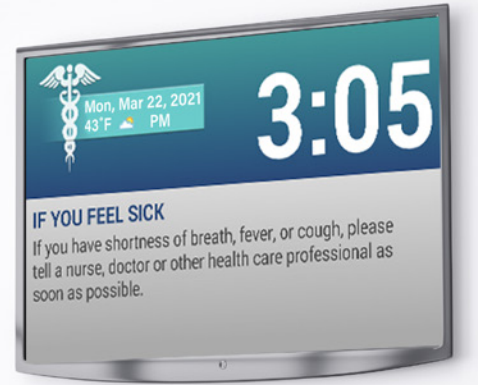 Mon, Mar 22, 2021
43°F PM
3:05
IF YOU FEEL SICK
If you have shortness of breath, fever, or cough, please
tell a nurse, doctor or other health care professional as
soon as possible.